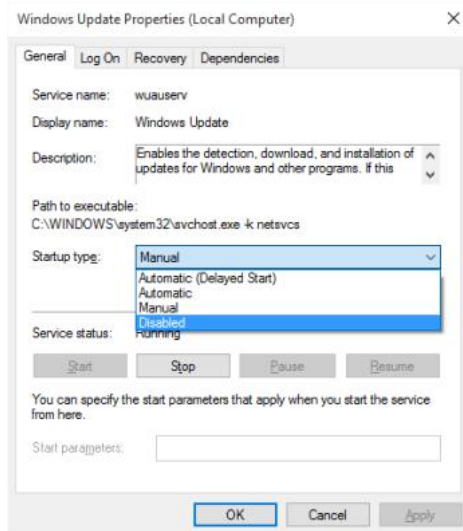 Windows Update Properties (Local Computer)
General Log On Recovery Dependencies
Service name: wuauserv
Display name: Windows Update
Description: Enables the detection, download, and installation of
updates for Windows and other programs. If this
Path to executable:
C:\WINDOWS\system32\svchost.exe -k netsvcs
Startup type: Manual
Automatic (Delayed Start)
Automatic
Manual
Disabled
Service status: Running
Start Stop Pause Resume
You can specify the start parameters that apply when you start the service
from here.
Start parameters:
OK Cancel Apply